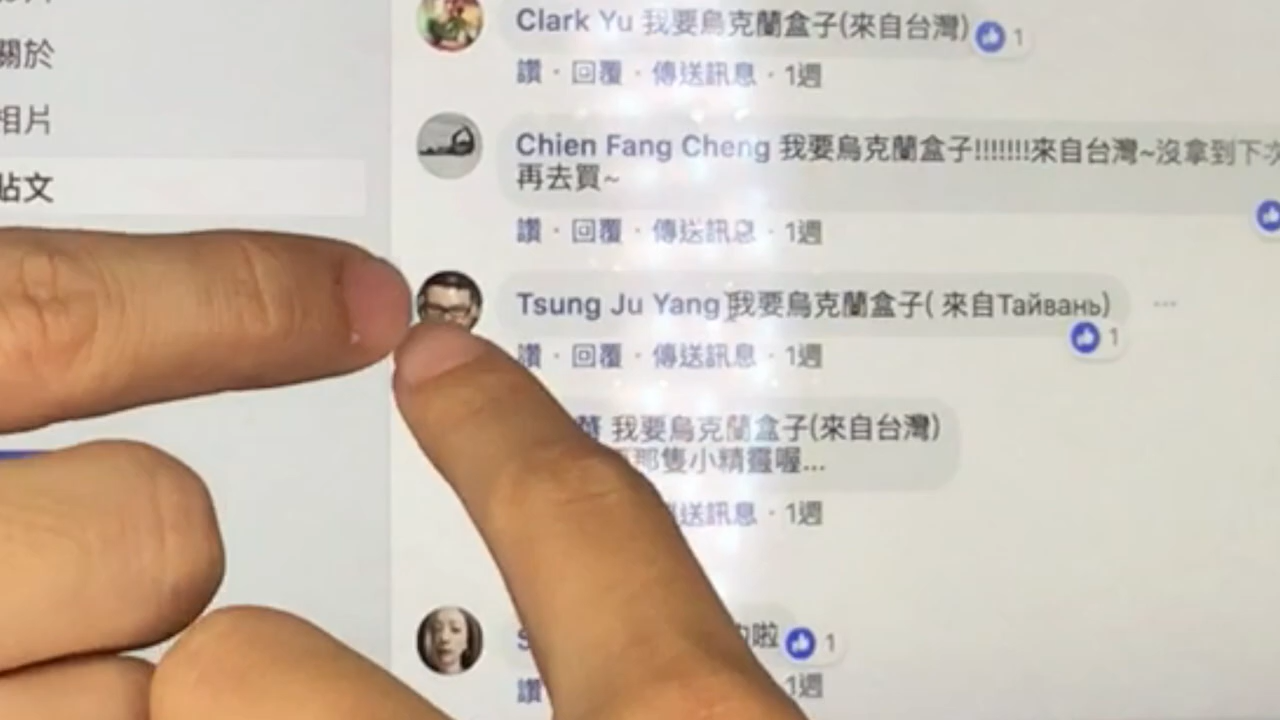 Clark Yu 我要烏克蘭盒子(來自台灣) 1
關於
讚 · 回覆 · 傳送訊息 · 1週
相片
Chien Fang Cheng 我要烏克蘭盒子!!!!!!!來自台灣~沒拿到下次
再去買~
貼文
讚 · 回覆 · 傳送訊息 · 1週
Tsung Ju Yang 我要烏克蘭盒子( 來自Тайвань) ...
1
讚 · 回覆 · 傳送訊息 · 1週
我要烏克蘭盒子(來自台灣)
那隻小精靈喔...
送訊息 · 1週
S 啦 1
讚 1週